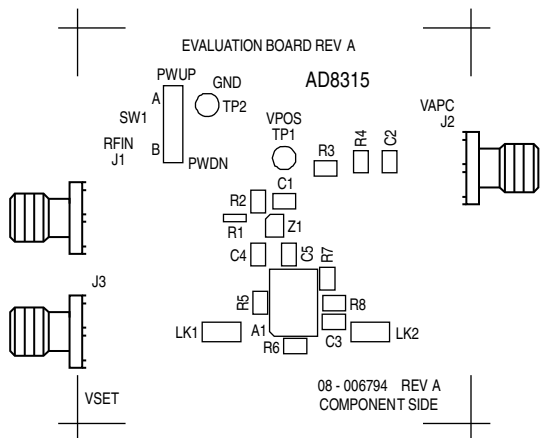 EVALUATION BOARD REV A
PWUP
GND
AD8315
A
TP2
SW1
VPOS
TP1
VAPC
J2
RFIN
J1
B
PWDN
R3
R4
C2
R2
C1
R1
Z1
C4
C5
R7
J3
R5
R8
LK1
A1
C3
LK2
R6
VSET
08 - 006794 REV A
COMPONENT SIDE